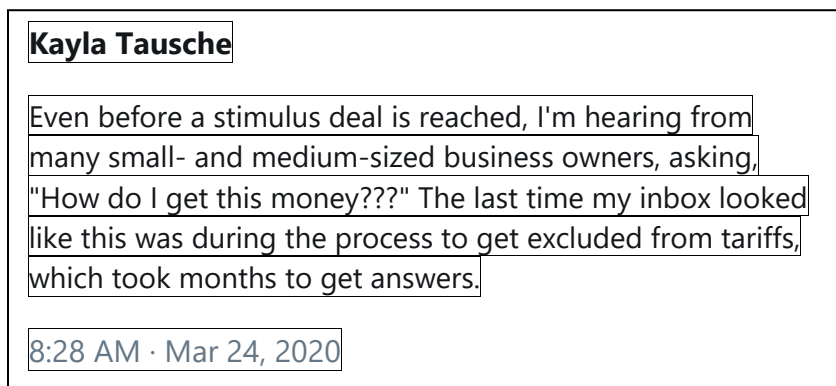 Kayla Tausche
Even before a stimulus deal is reached, I'm hearing from
many small- and medium-sized business owners, asking,
"How do I get this money???" The last time my inbox looked
like this was during the process to get excluded from tariffs,
which took months to get answers.
8:28 AM · Mar 24, 2020